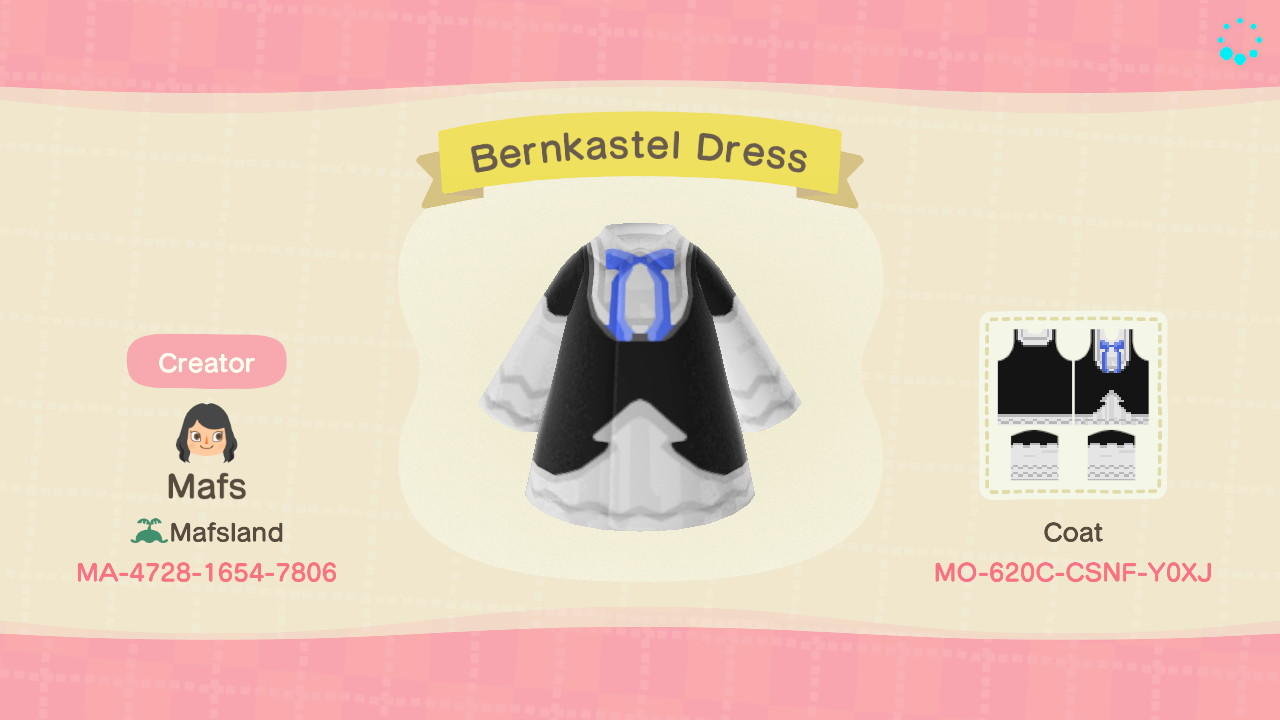 Bernkastel Dress
Creator
Mafs
Mafsland
MA-4728-1654-7806
Coat
MO-620C-CSNF-Y0XJ